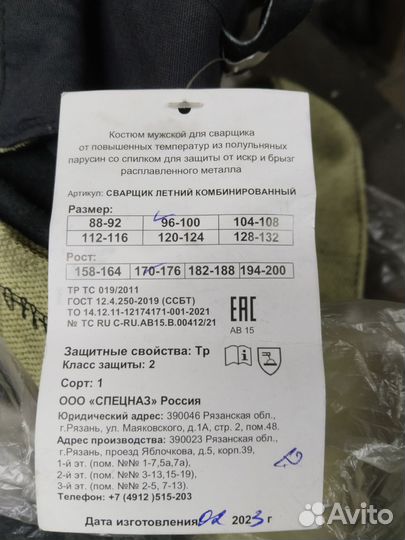 Костюм мужской для сварщика
от повышенных температур из полульняных
парусин со спилком для защиты от искр и брызг
расплавленного металла
Артикул: СВАРЩИК ЛЕТНИЙ КОМБИНИРОВАННЫЙ
Размер:
88-92 96-100 104-108
112-116 120-124 128-132
Рост:
158-164 170-176 182-188 194-200
ТР ТС 019/2011
ГОСТ 12.4.250-2019 (ССБТ)
ТО 14.12.11-12174171-001-2021
№ ТС RU C-RU.АВ15.В.00412/21
ЕАС
АВ 15
Защитные свойства: Тр
Класс защиты: 2
Сорт: 1
ООО «СПЕЦНАЗ» Россия
Юридический адрес: 390046 Рязанская обл.,
г.Рязань, ул. Маяковского, д.1А, стр. 2, пом.48.
Адрес производства: 390023 Рязанская обл.,
г.Рязань, проезд Яблочкова, д.5, корп.39,
1-й эт. (пом. №№ 1-7,5а,7а),
2-й эт. (пом. №№ 3-13,15-19),
3-й эт. (пом. №№ 2-5, 7-13).
Телефон: +7 (4912) 515-203
Дата изготовления 02 2023 г
Avito